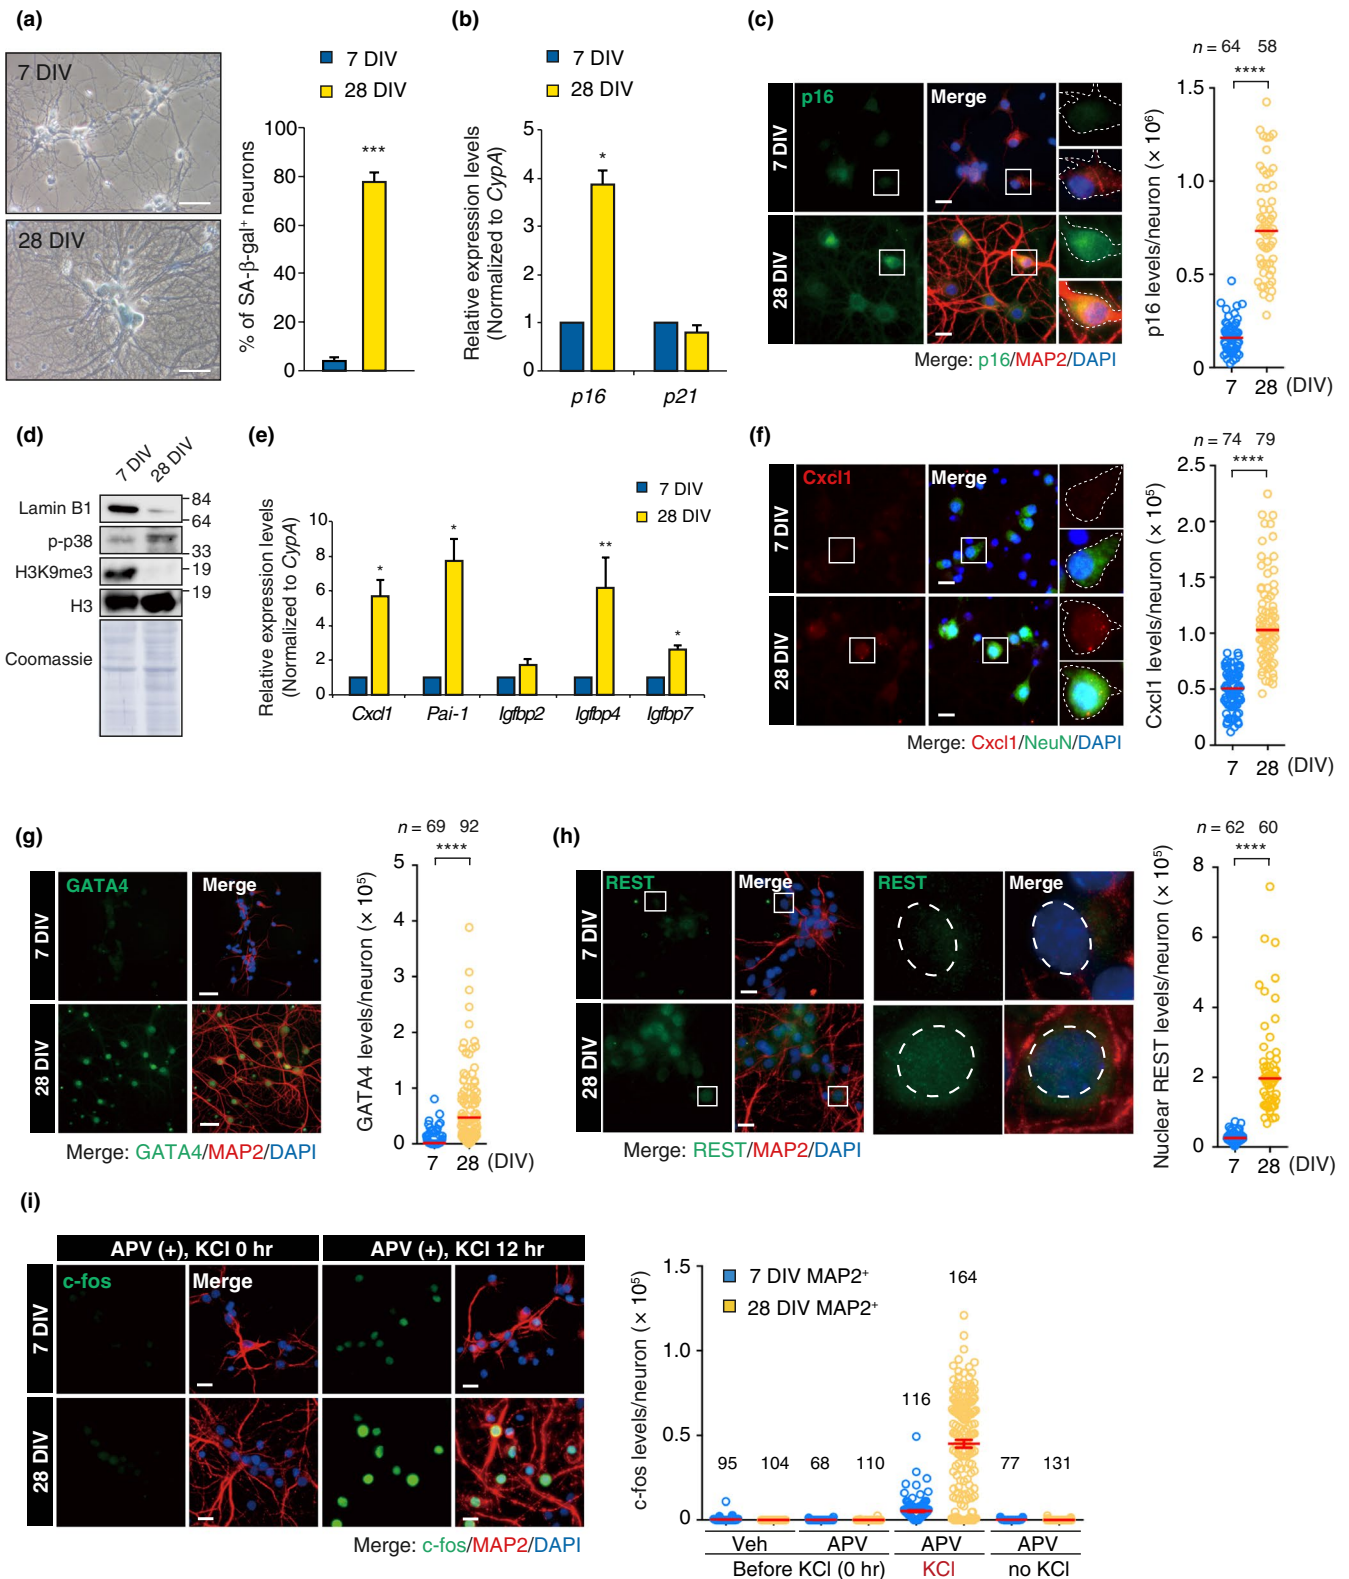 (a)
7 DIV
28 DIV
7 DIV
28 DIV
% of SA-β-gal⁺ neurons
100
80
60
40
20
0
***
(b)
7 DIV
28 DIV
Relative expression levels
(Normalized to CypA)
5
4
3
2
1
0
*
p16 p21
(c)
p16 Merge
7 DIV
28 DIV
Merge: p16/MAP2/DAPI
n = 64 58
****
p16 levels/neuron (× 10⁶)
1.5
1.0
0.5
0
7 28 (DIV)
(d)
7 DIV 28 DIV
Lamin B1
84
64
p-p38
33
H3K9me3
19
H3
19
Coomassie
(e)
7 DIV
28 DIV
Relative expression levels
(Normalized to CypA)
10
8
6
4
2
0
* * ** *
Cxcl1 Pai-1 Igfbp2 Igfbp4 Igfbp7
(f)
Cxcl1 Merge
7 DIV
28 DIV
Merge: Cxcl1/NeuN/DAPI
n = 74 79
****
Cxcl1 levels/neuron (× 10⁵)
2.5
2.0
1.5
1.0
0.5
0
7 28 (DIV)
(g)
GATA4 Merge
7 DIV
28 DIV
Merge: GATA4/MAP2/DAPI
n = 69 92
****
GATA4 levels/neuron (× 10⁵)
5
4
3
2
1
0
7 28 (DIV)
(h)
REST Merge REST Merge
7 DIV
28 DIV
Merge: REST/MAP2/DAPI
n = 62 60
****
Nuclear REST levels/neuron (× 10⁵)
8
6
4
2
0
7 28 (DIV)
(i)
APV (+), KCl 0 hr APV (+), KCl 12 hr
c-fos Merge
7 DIV
28 DIV
Merge: c-fos/MAP2/DAPI
c-fos levels/neuron (× 10⁵)
1.5
1.0
0.5
0
7 DIV MAP2⁺
28 DIV MAP2⁺
95 104 68 110 116 164 77 131
Veh APV APV APV
Before KCl (0 hr) KCl no KCl